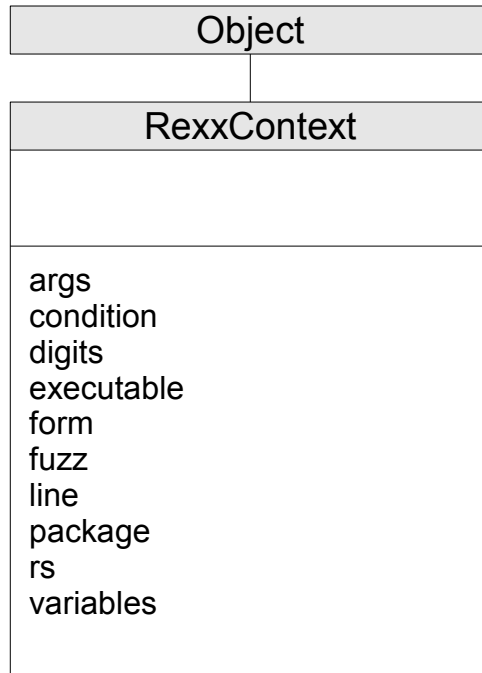 Object
RexxContext
args
condition
digits
executable
form
fuzz
line
package
rs
variables